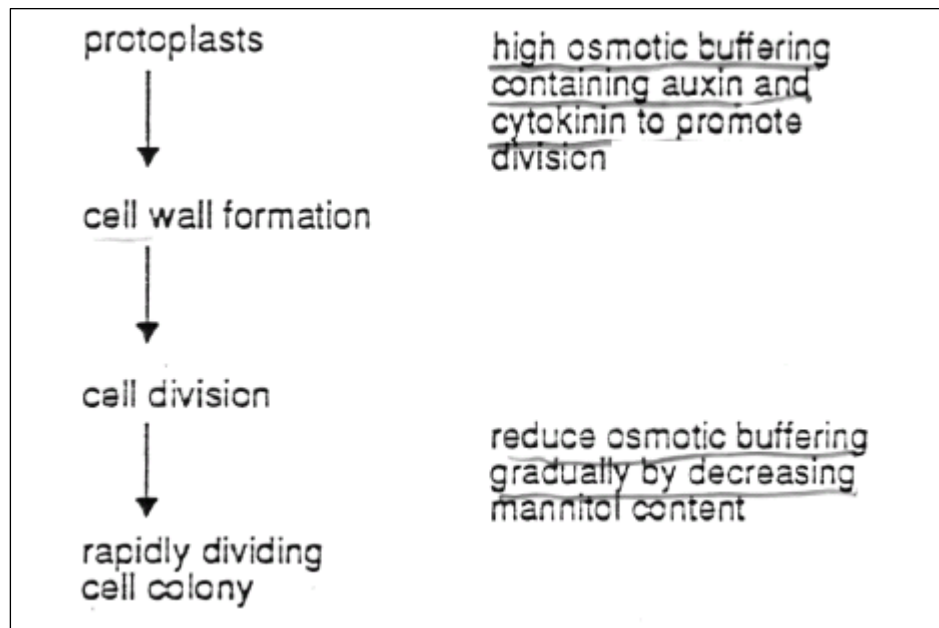 protoplasts
high osmotic buffering
containing auxin and
cytokinin to promote
division
cell wall formation
cell division
reduce osmotic buffering
gradually by decreasing
mannitol content
rapidly dividing
cell colony